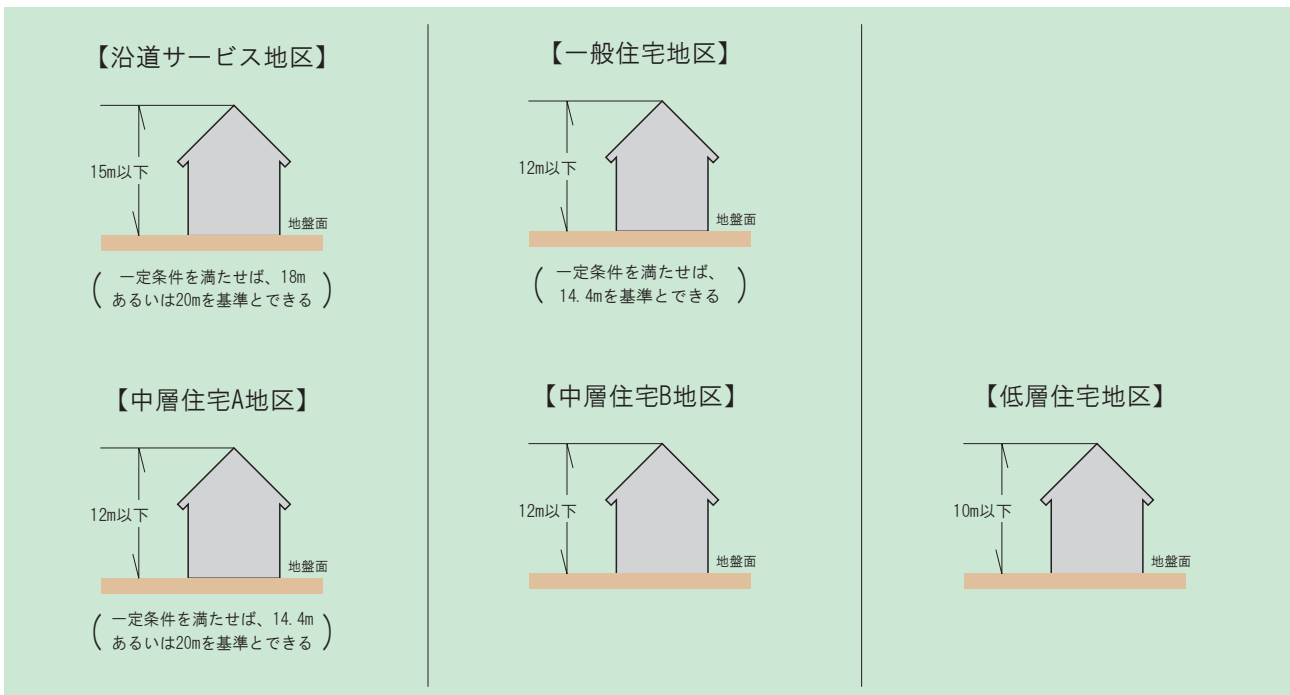 【沿道サービス地区】
15m以下
地盤面
一定条件を満たせば、18m
あるいは20mを基準とできる
【一般住宅地区】
12m以下
地盤面
一定条件を満たせば、
14.4mを基準とできる
【中層住宅A地区】
12m以下
地盤面
一定条件を満たせば、14.4m
あるいは20mを基準とできる
【中層住宅B地区】
12m以下
地盤面
【低層住宅地区】
10m以下
地盤面